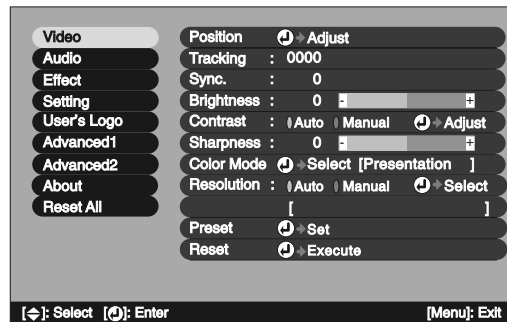 Video
Audio
Effect
Setting
User's Logo
Advanced1
Advanced2
About
Reset All
Position Adjust
Tracking : 0000
Sync. : 0
Brightness : 0 - +
Contrast : Auto Manual Adjust
Sharpness : 0 - +
Color Mode Select [Presentation ]
Resolution : Auto Manual Select
[ ]
Preset Set
Reset Execute
[ ]: Select [ ]: Enter [Menu]: Exit